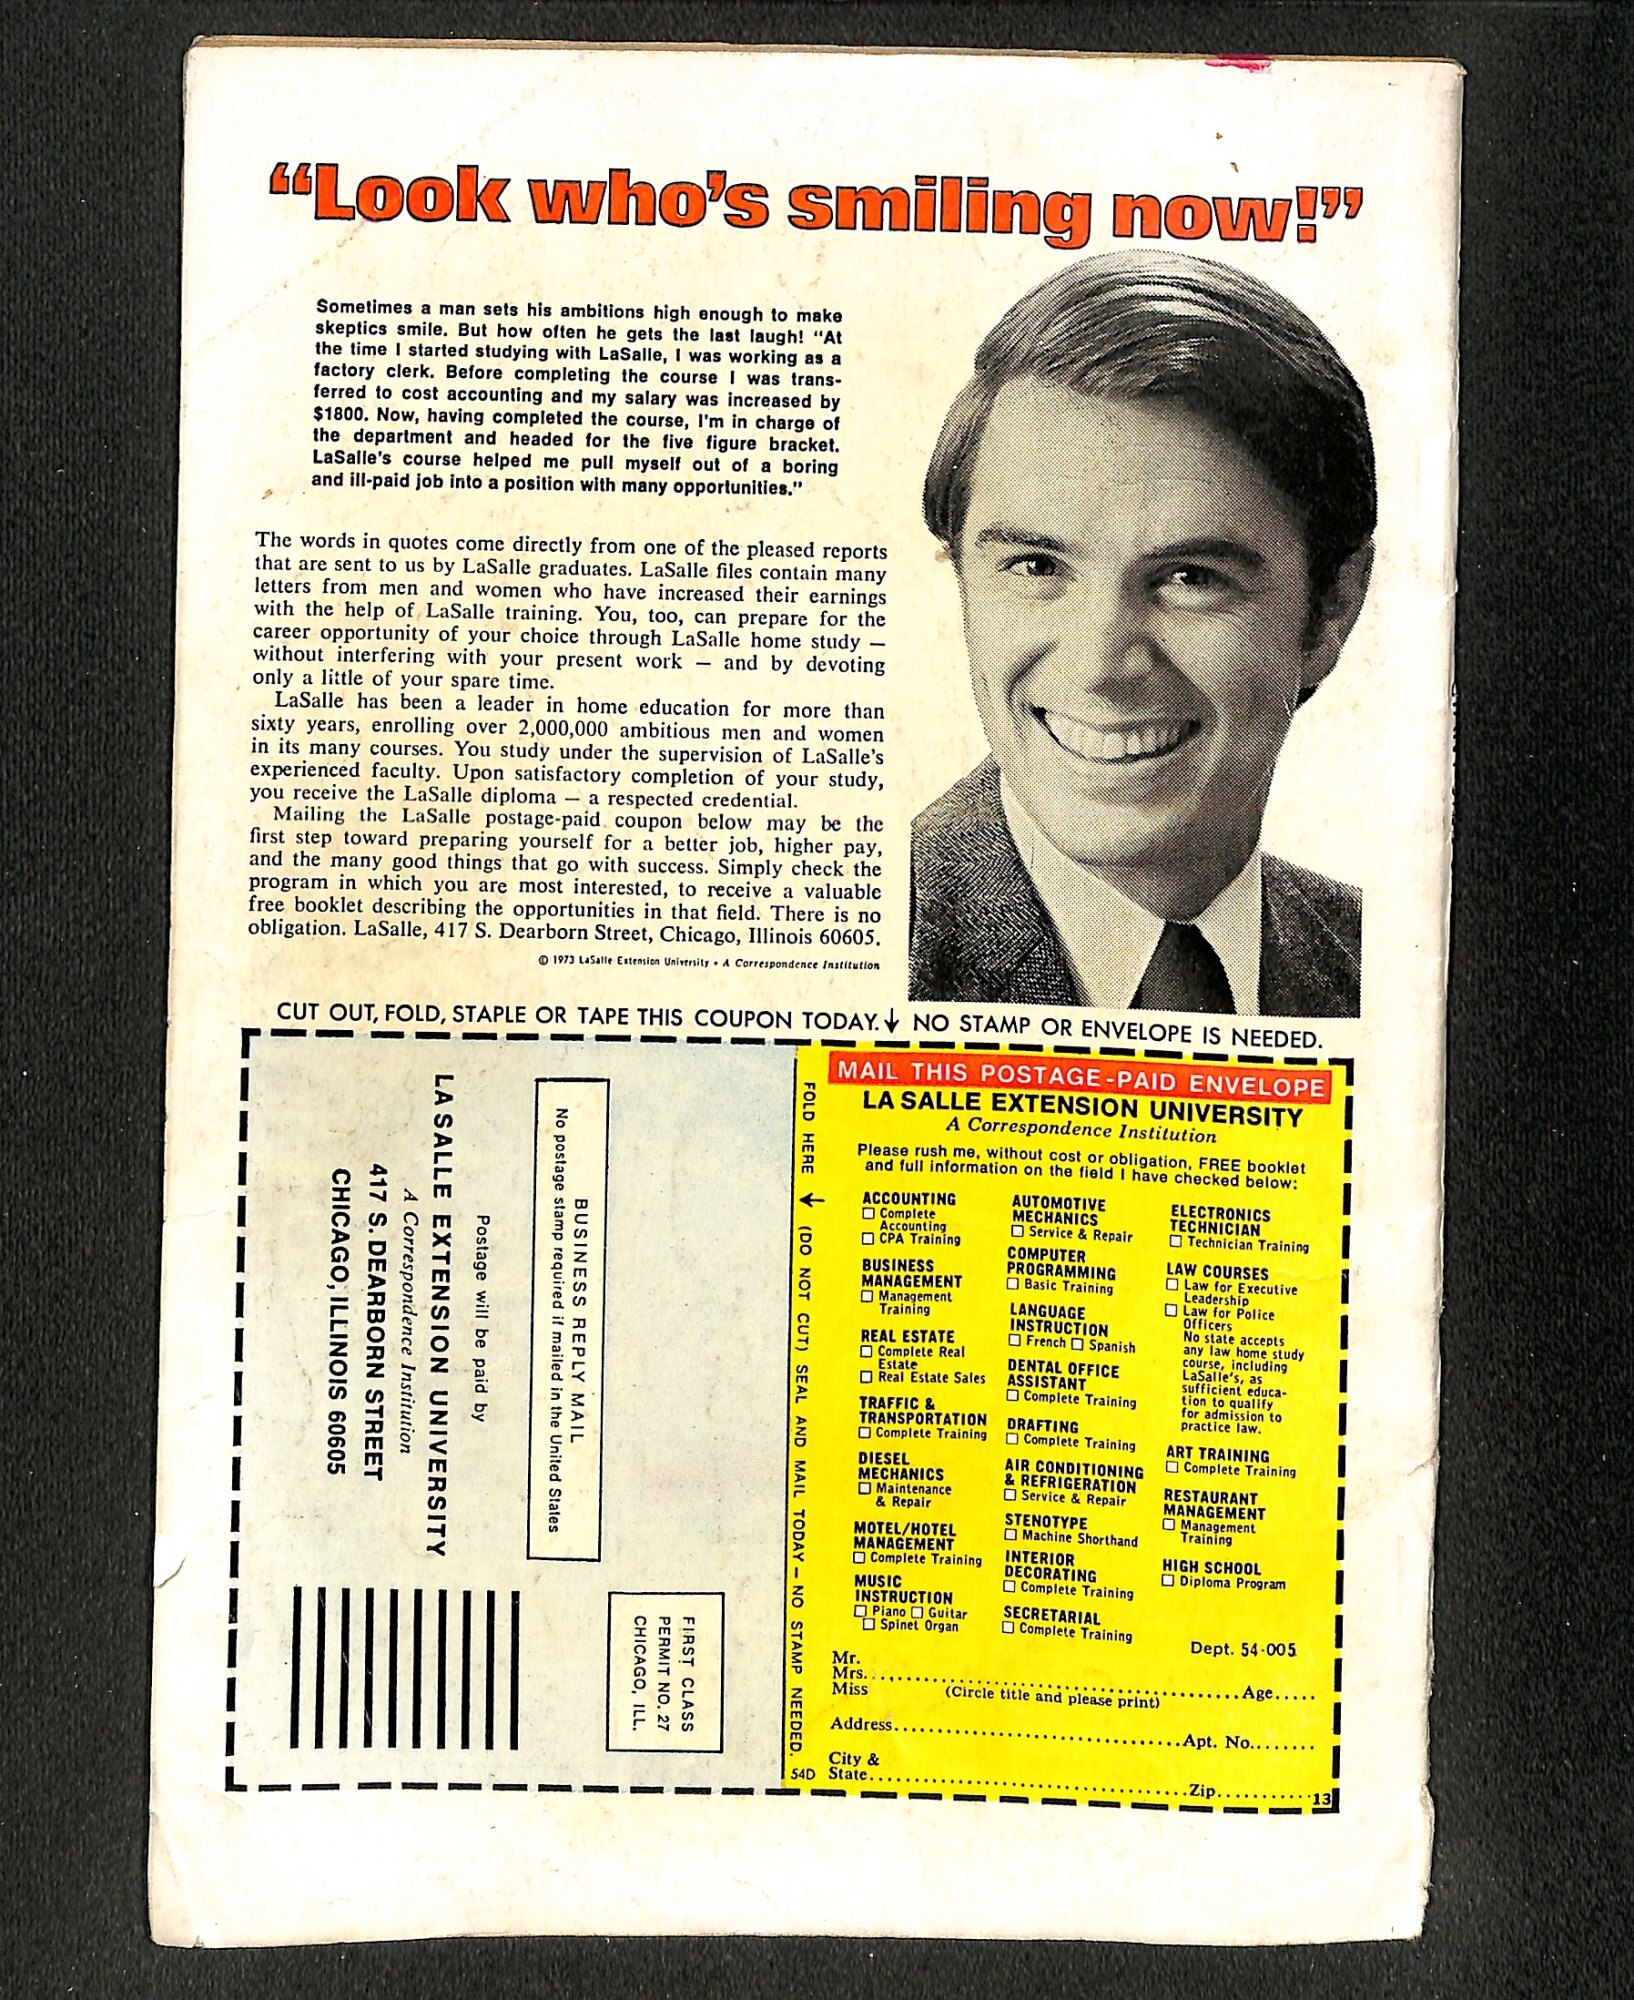 “Look who’s smiling now!”
Sometimes a man sets his ambitions high enough to make
skeptics smile. But how often he gets the last laugh! “At
the time I started studying with LaSalle, I was working as a
factory clerk. Before completing the course I was trans-
ferred to cost accounting and my salary was increased by
$1800. Now, having completed the course, I’m in charge of
the department and headed for the five figure bracket.
LaSalle’s course helped me pull myself out of a boring
and ill-paid job into a position with many opportunities.”
The words in quotes come directly from one of the pleased reports
that are sent to us by LaSalle graduates. LaSalle files contain many
letters from men and women who have increased their earnings
with the help of LaSalle training. You, too, can prepare for the
career opportunity of your choice through LaSalle home study —
without interfering with your present work — and by devoting
only a little of your spare time.
LaSalle has been a leader in home education for more than
sixty years, enrolling over 2,000,000 ambitious men and women
in its many courses. You study under the supervision of LaSalle’s
experienced faculty. Upon satisfactory completion of your study,
you receive the LaSalle diploma — a respected credential.
Mailing the LaSalle postage-paid coupon below may be the
first step toward preparing yourself for a better job, higher pay,
and the many good things that go with success. Simply check the
program in which you are most interested, to receive a valuable
free booklet describing the opportunities in that field. There is no
obligation. LaSalle, 417 S. Dearborn Street, Chicago, Illinois 60605.
© 1973 LaSalle Extension University • A Correspondence Institution
CUT OUT, FOLD, STAPLE OR TAPE THIS COUPON TODAY.↓ NO STAMP OR ENVELOPE IS NEEDED.
FIRST CLASS
PERMIT NO. 27
CHICAGO, ILL.
BUSINESS REPLY MAIL
No postage stamp required if mailed in the United States
Postage will be paid by
LA SALLE EXTENSION UNIVERSITY
A Correspondence Institution
417 S. DEARBORN STREET
CHICAGO, ILLINOIS 60605
FOLD HERE ↓ (DO NOT CUT) SEAL AND MAIL TODAY — NO STAMP NEEDED.
54D
MAIL THIS POSTAGE-PAID ENVELOPE
LA SALLE EXTENSION UNIVERSITY
A Correspondence Institution
Please rush me, without cost or obligation, FREE booklet
and full information on the field I have checked below:
ACCOUNTING
☐ Complete
Accounting
☐ CPA Training
BUSINESS
MANAGEMENT
☐ Management
Training
REAL ESTATE
☐ Complete Real
Estate
☐ Real Estate Sales
TRAFFIC &
TRANSPORTATION
☐ Complete Training
DIESEL
MECHANICS
☐ Maintenance
& Repair
MOTEL/HOTEL
MANAGEMENT
☐ Complete Training
MUSIC
INSTRUCTION
☐ Piano ☐ Guitar
☐ Spinet Organ
AUTOMOTIVE
MECHANICS
☐ Service & Repair
COMPUTER
PROGRAMMING
☐ Basic Training
LANGUAGE
INSTRUCTION
☐ French ☐ Spanish
DENTAL OFFICE
ASSISTANT
☐ Complete Training
DRAFTING
☐ Complete Training
AIR CONDITIONING
& REFRIGERATION
☐ Service & Repair
STENOTYPE
☐ Machine Shorthand
INTERIOR
DECORATING
☐ Complete Training
SECRETARIAL
☐ Complete Training
ELECTRONICS
TECHNICIAN
☐ Technician Training
LAW COURSES
☐ Law for Executive
Leadership
☐ Law for Police
Officers
No state accepts
any law home study
course, including
LaSalle’s, as
sufficient educa-
tion to qualify
for admission to
practice law.
ART TRAINING
☐ Complete Training
RESTAURANT
MANAGEMENT
☐ Management
Training
HIGH SCHOOL
☐ Diploma Program
Dept. 54-005
Mr.
Mrs. Age
Miss (Circle title and please print)
Address Apt. No.
City &
State Zip 13